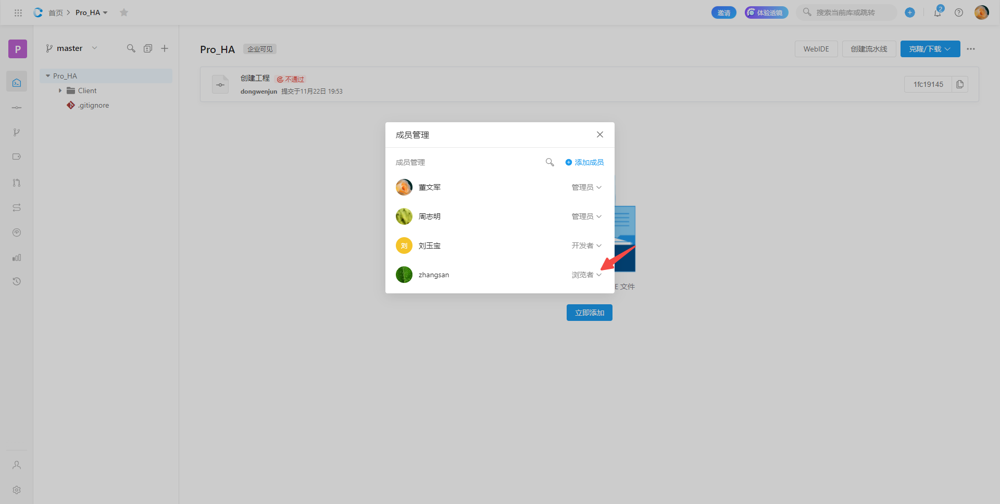 首页 > Pro_HA
邀请
体验透镜
搜索当前库或跳转
2
P
master
Pro_HA
Client
.gitignore
Pro_HA 企业可见
WebIDE
创建流水线
克隆/下载
创建工程 不通过
dongwenjun 提交于11月22日 19:53
1fc19145
成员管理
成员管理
添加成员
董文军 管理员
周志明 管理员
刘 刘玉宝 开发者
zhangsan 浏览者
E 文件
立即添加